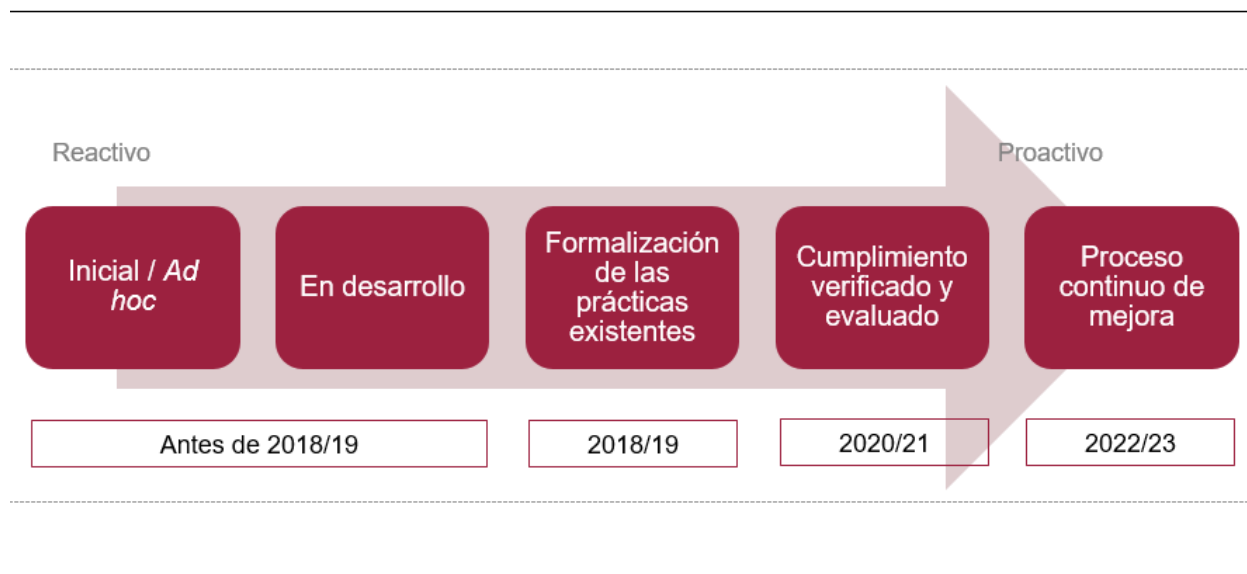 Reactivo
Proactivo
Inicial / Ad
hoc
En desarrollo
Formalización
de las
prácticas
existentes
Cumplimiento
verificado y
evaluado
Proceso
continuo de
mejora
Antes de 2018/19
2018/19
2020/21
2022/23